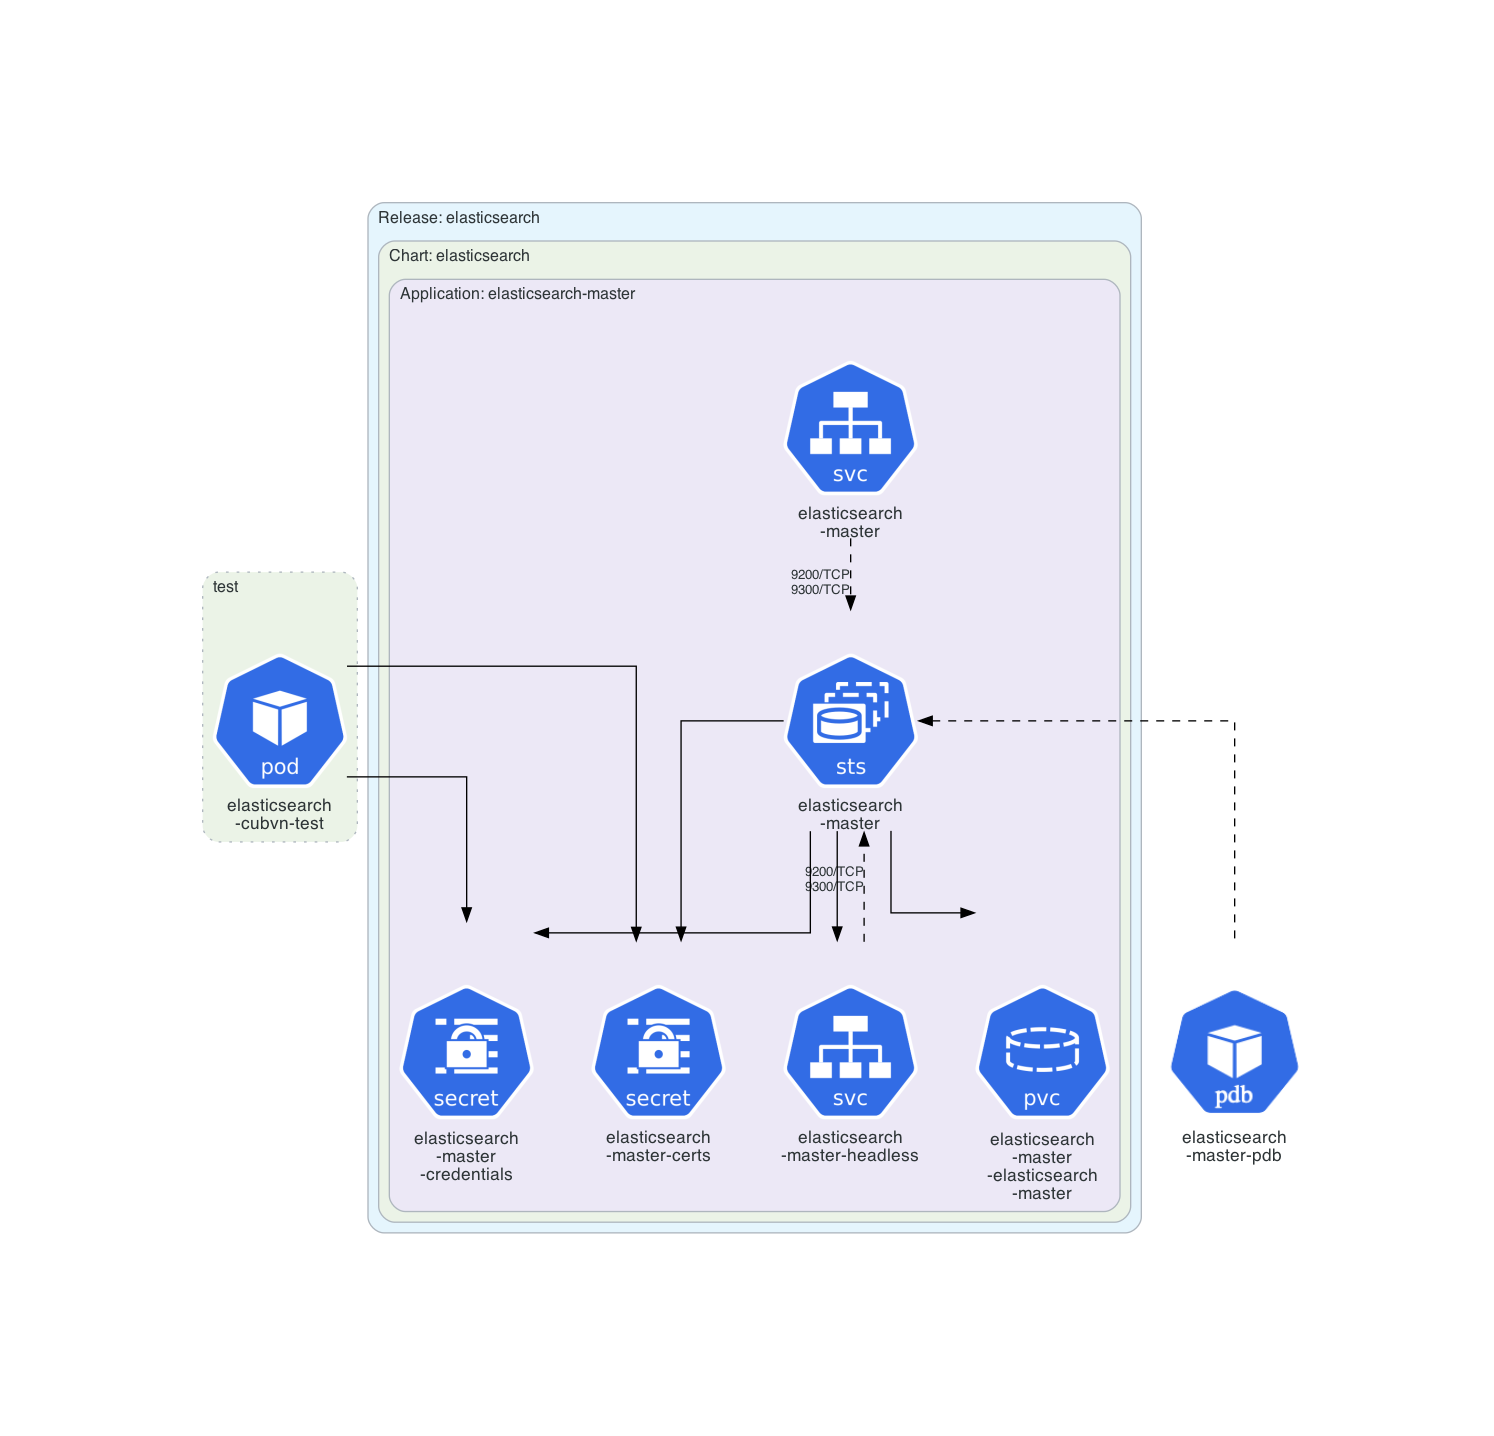 Release: elasticsearch
Chart: elasticsearch
Application: elasticsearch-master
svc
elasticsearch
-master
9200/TCP
9300/TCP
test
pod
elasticsearch
-cubvn-test
sts
elasticsearch
-master
9200/TCP
9300/TCP
secret
elasticsearch
-master
-credentials
secret
elasticsearch
-master-certs
svc
elasticsearch
-master-headless
pvc
elasticsearch
-master
-elasticsearch
-master
pdb
elasticsearch
-master-pdb